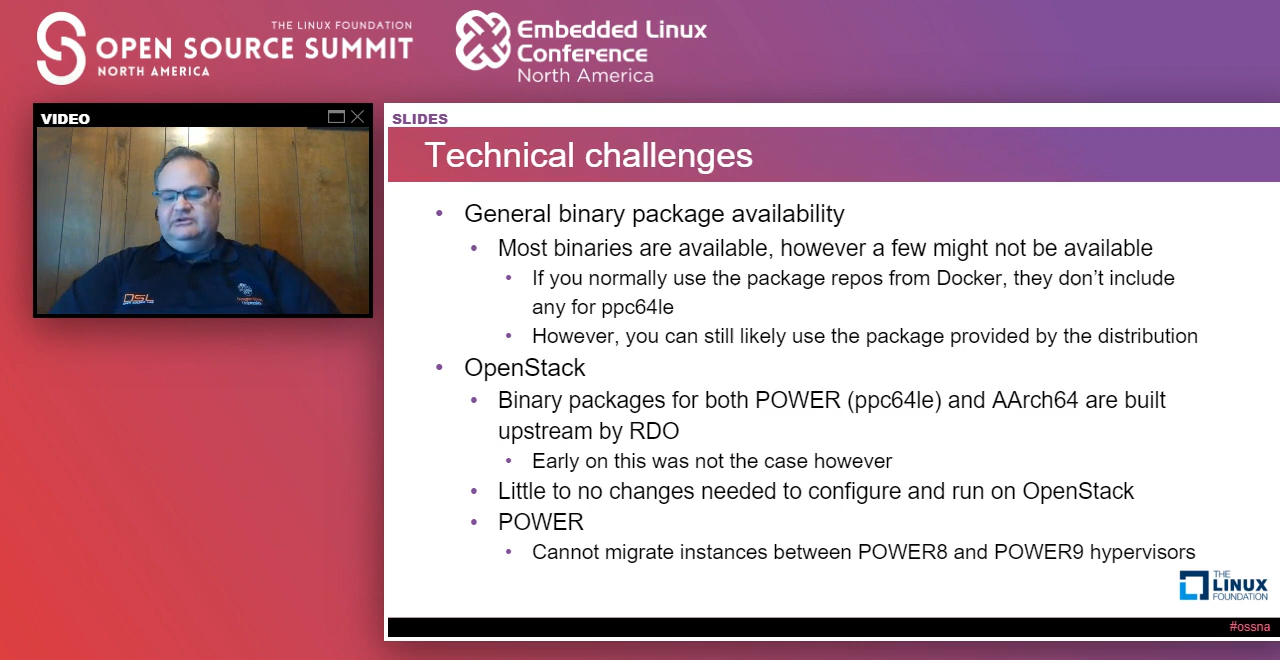 THE LINUX FOUNDATION
OPEN SOURCE SUMMIT
NORTH AMERICA
Embedded Linux
Conference
North America
VIDEO
OSL
SLIDES
Technical challenges
• General binary package availability
• Most binaries are available, however a few might not be available
• If you normally use the package repos from Docker, they don’t include
any for ppc64le
• However, you can still likely use the package provided by the distribution
• OpenStack
• Binary packages for both POWER (ppc64le) and AArch64 are built
upstream by RDO
• Early on this was not the case however
• Little to no changes needed to configure and run on OpenStack
• POWER
• Cannot migrate instances between POWER8 and POWER9 hypervisors
THE
LINUX
FOUNDATION
#ossna